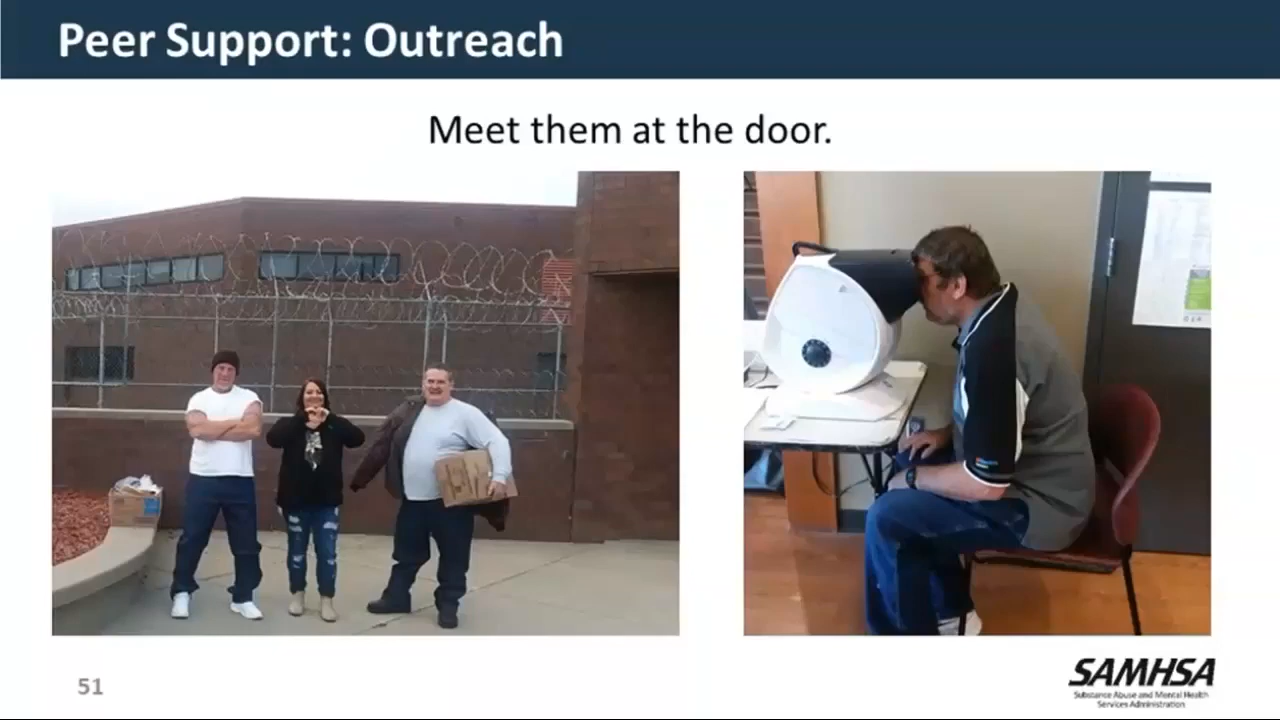 Peer Support: Outreach
Meet them at the door.
51
SAMHSA
Substance Abuse and Mental Health
Services Administration